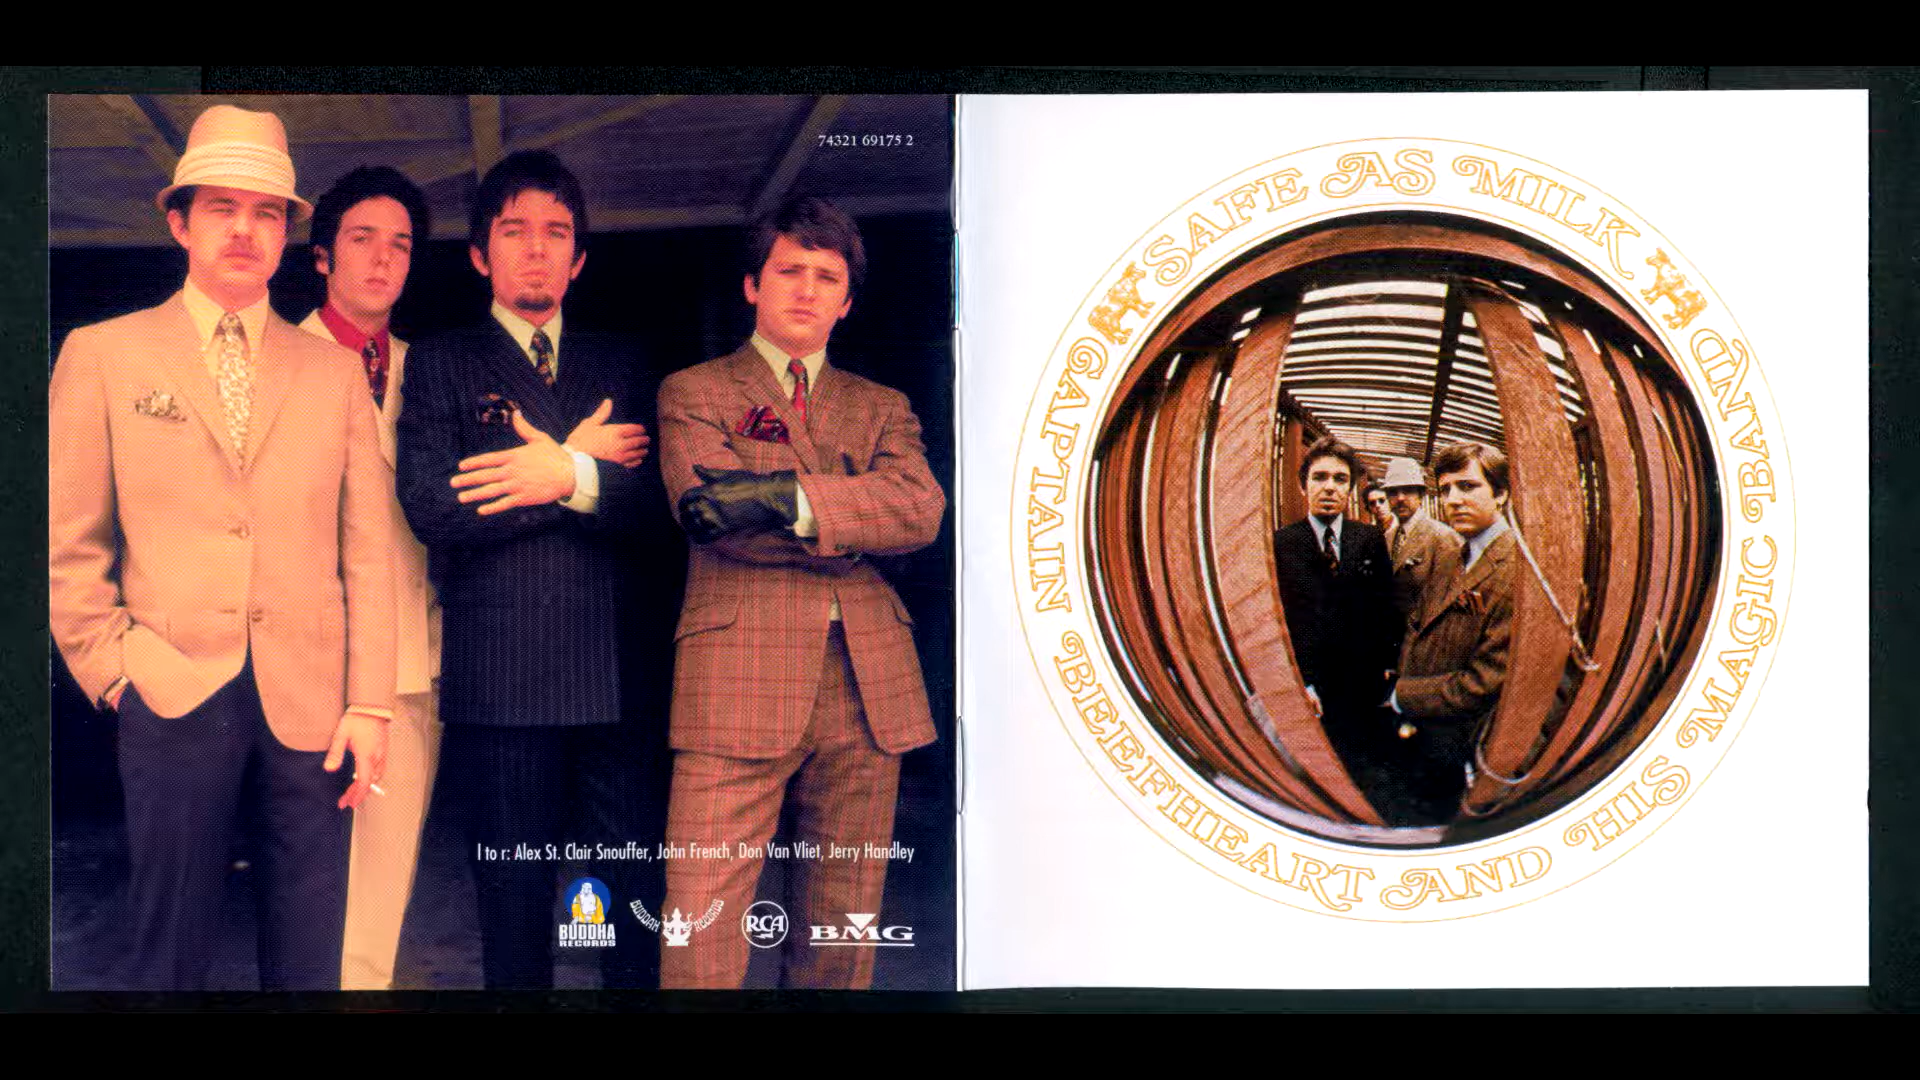 74321 69175 2
l to r: Alex St. Clair Snouffer, John French, Don Van Vliet, Jerry Handley
BUDDHA
RECORDS
BUDDAH RECORDS
RCA
BMG
SAFE AS MILK
CAPTAIN BEEFHEART AND HIS MAGIC BAND